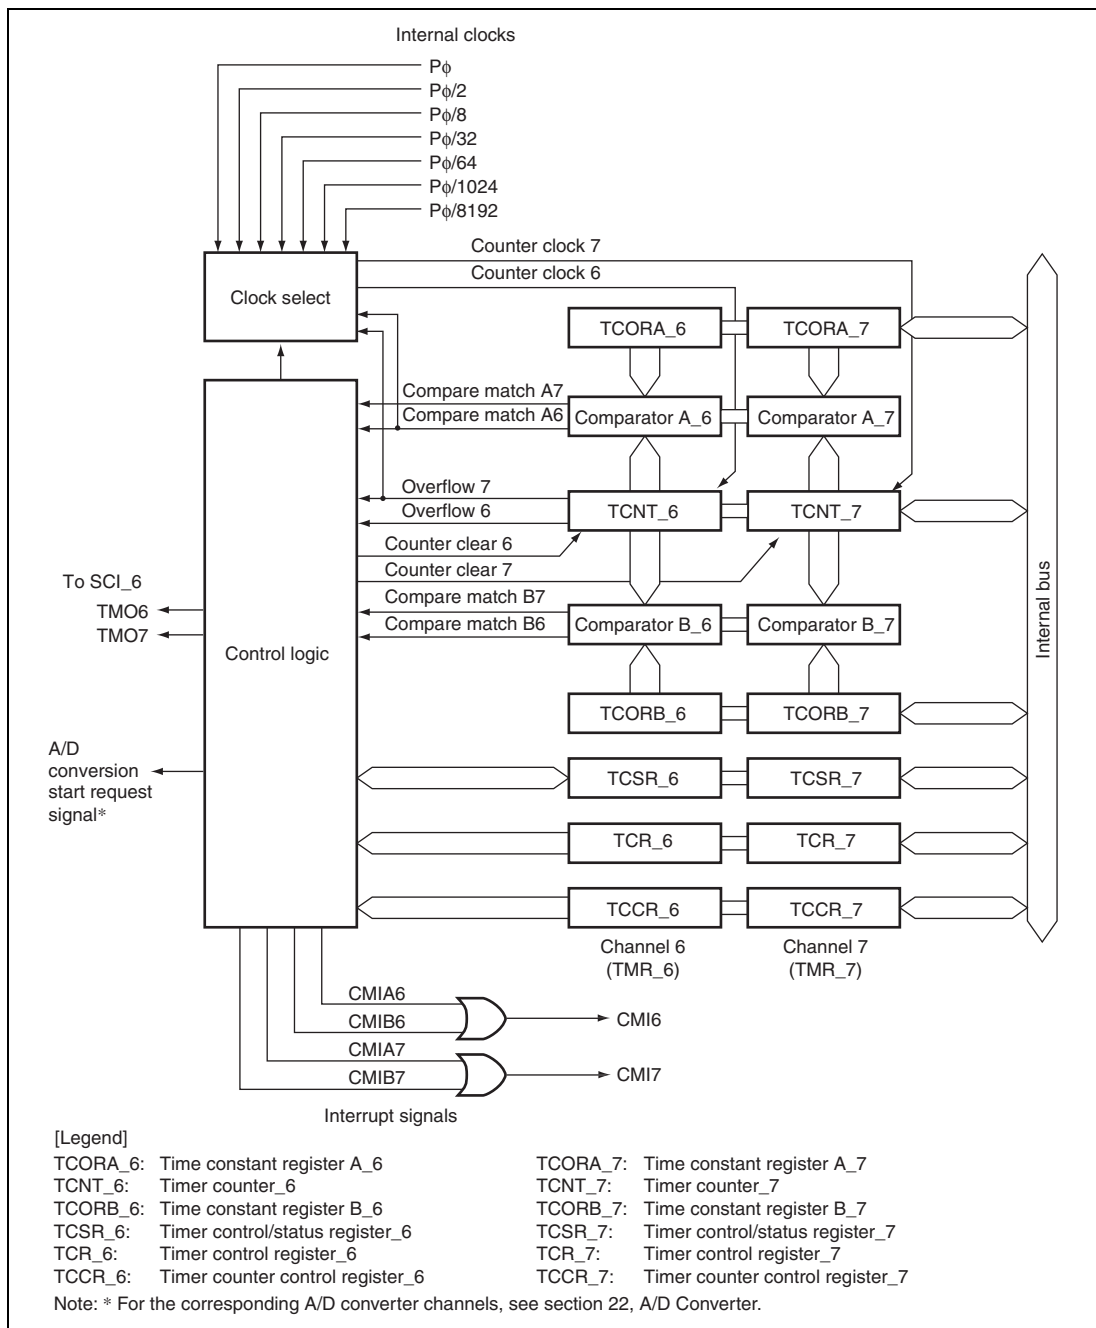 Internal clocks
Pϕ
Pϕ/2
Pϕ/8
Pϕ/32
Pϕ/64
Pϕ/1024
Pϕ/8192
Counter clock 7
Counter clock 6
Clock select
TCORA_6
TCORA_7
Compare match A7
Compare match A6
Comparator A_6
Comparator A_7
Overflow 7
Overflow 6
TCNT_6
TCNT_7
Counter clear 6
Counter clear 7
To SCI_6
TMO6
TMO7
Compare match B7
Compare match B6
Comparator B_6
Comparator B_7
Control logic
Internal bus
TCORB_6
TCORB_7
A/D
conversion
start request
signal*
TCSR_6
TCSR_7
TCR_6
TCR_7
TCCR_6
TCCR_7
Channel 6
(TMR_6)
Channel 7
(TMR_7)
CMIA6
CMIB6
CMI6
CMIA7
CMIB7
CMI7
Interrupt signals
[Legend]
TCORA_6: Time constant register A_6
TCORA_7: Time constant register A_7
TCNT_6: Timer counter_6
TCNT_7: Timer counter_7
TCORB_6: Time constant register B_6
TCORB_7: Time constant register B_7
TCSR_6: Timer control/status register_6
TCSR_7: Timer control/status register_7
TCR_6: Timer control register_6
TCR_7: Timer control register_7
TCCR_6: Timer counter control register_6
TCCR_7: Timer counter control register_7
Note: * For the corresponding A/D converter channels, see section 22, A/D Converter.